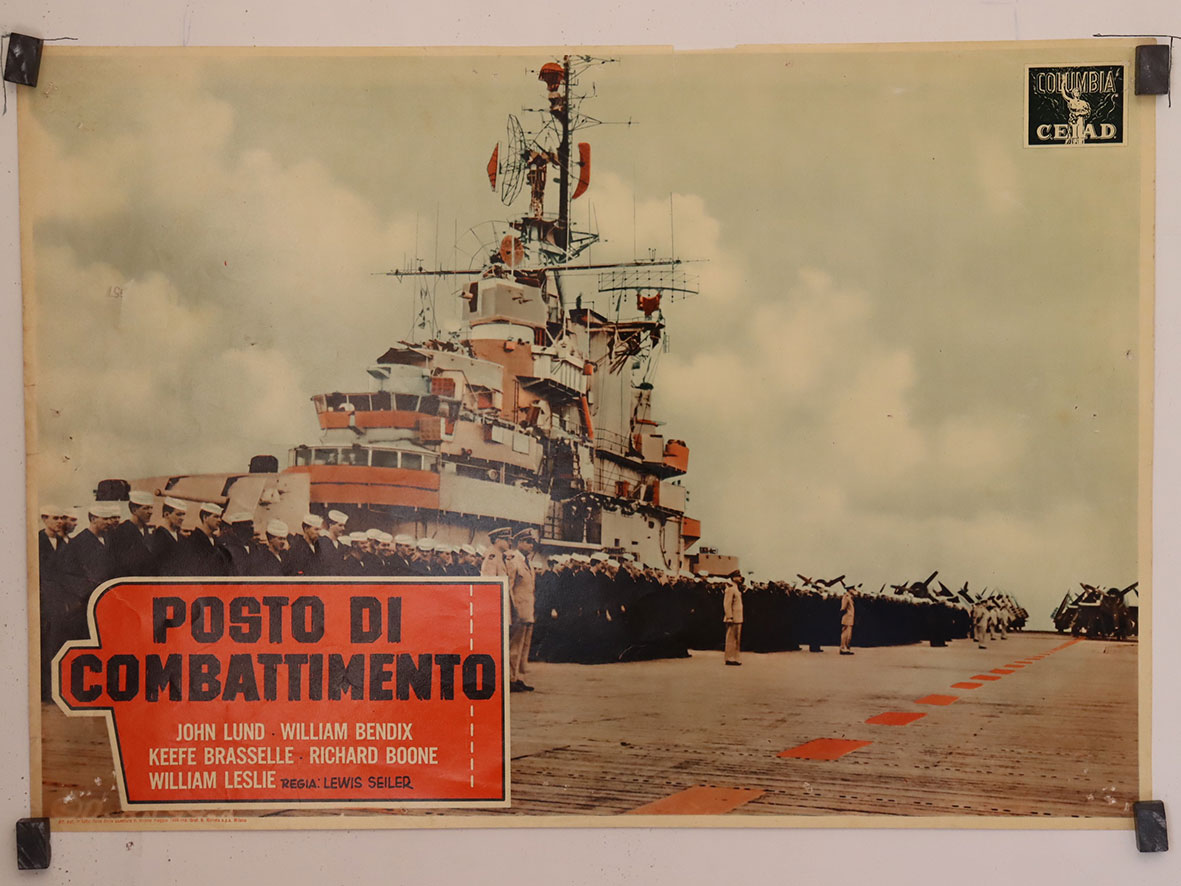 COLUMBIA
CEIAD
POSTO DI
COMBATTIMENTO
JOHN LUND · WILLIAM BENDIX
KEEFE BRASSELLE · RICHARD BOONE
WILLIAM LESLIE REGIA: LEWIS SEILER